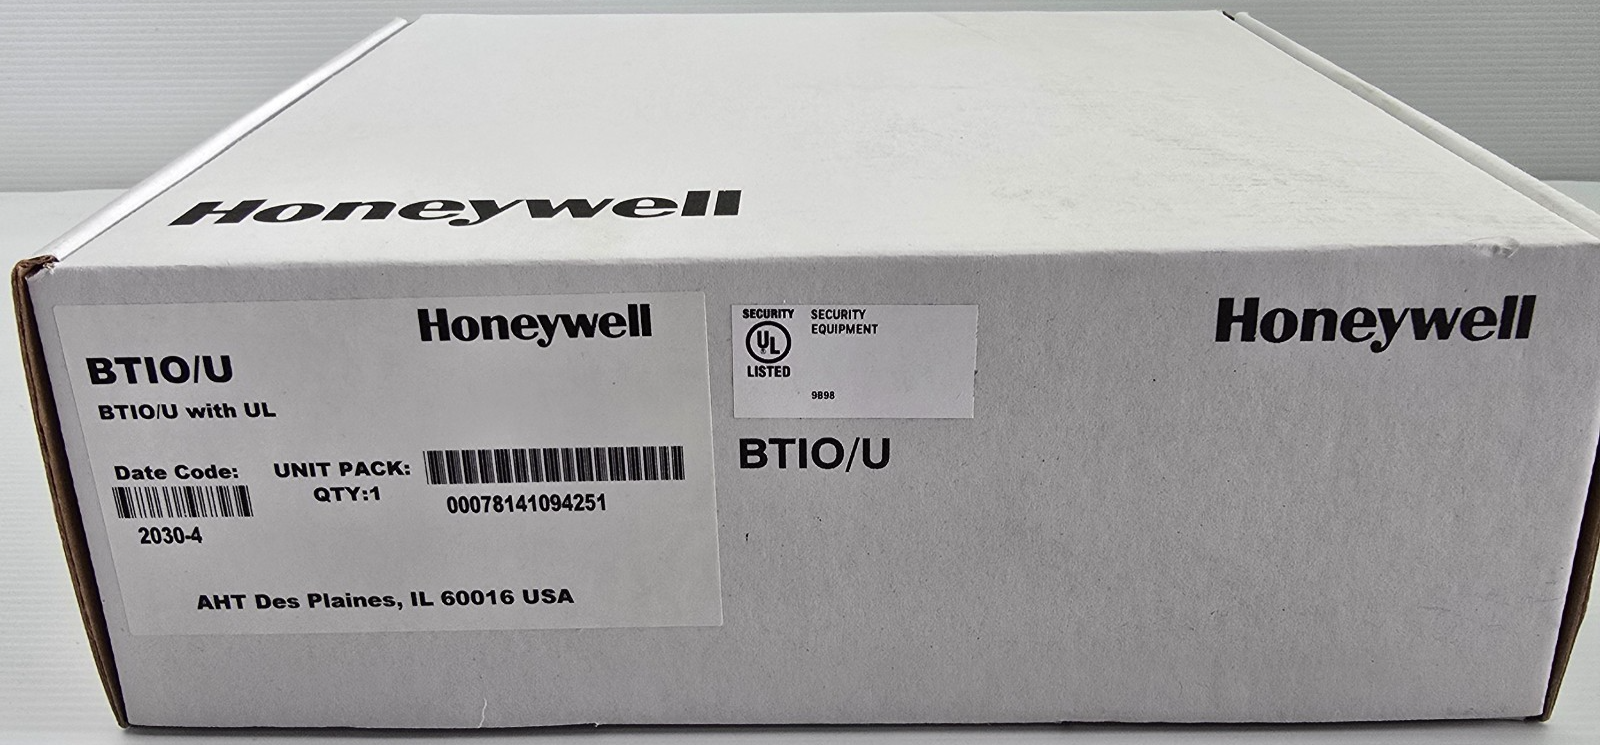 Honeywell
Honeywell
BTIO/U
BTIO/U with UL
Date Code:
2030-4
UNIT PACK:
QTY:1
00078141094251
AHT Des Plaines, IL 60016 USA
SECURITY
UL
LISTED
SECURITY
EQUIPMENT
9B98
BTIO/U
Honeywell